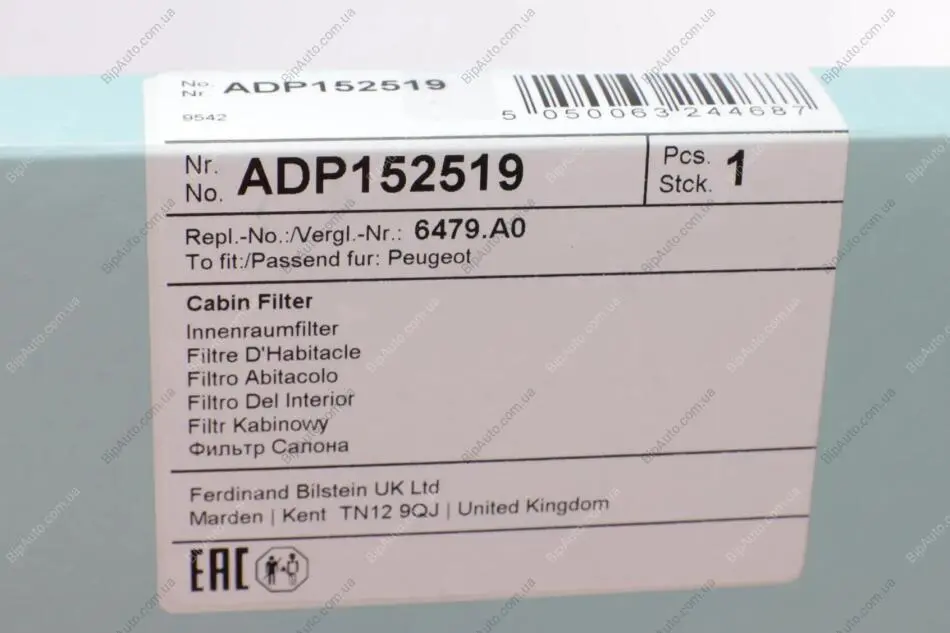 No. ADP152519
Nr.
9542
5 050063 244687
Nr. ADP152519
No.
Pcs. 1
Stck.
Repl.-No.:/Vergl.-Nr.: 6479.A0
To fit:/Passend fur: Peugeot
Cabin Filter
Innenraumfilter
Filtre D'Habitacle
Filtro Abitacolo
Filtro Del Interior
Filtr Kabinowy
Фильтр Салона
Ferdinand Bilstein UK Ltd
Marden | Kent TN12 9QJ | United Kingdom
EAC
BipAuto.com.ua